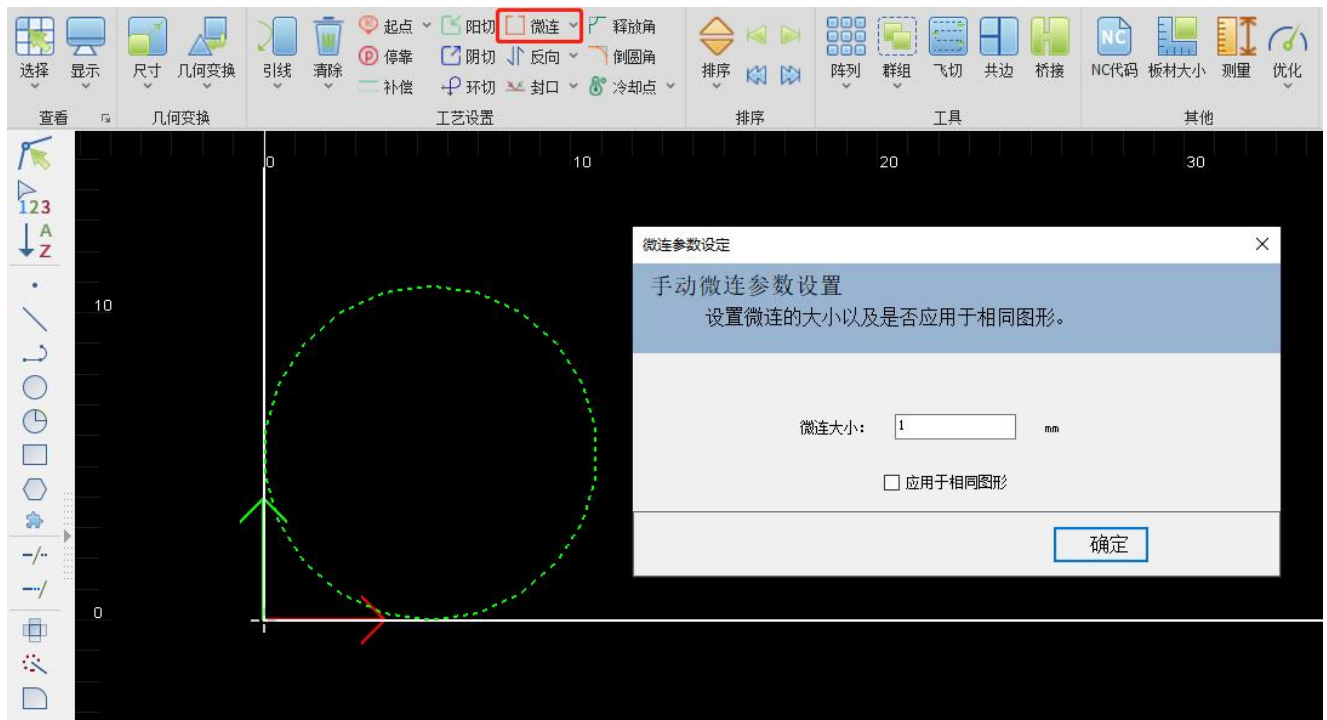 起点 阳切 微连 释放角
停靠 阴切 反向 倒圆角
补偿 环切 封口 冷却点
选择 显示 尺寸 几何变换 引线 清除 排序 阵列 群组 飞切 共边 桥接 NC NC代码 板材大小 测量 优化
查看 几何变换 工艺设置 排序 工具 其他
0 10 20 30
123
A
Z
10
0
微连参数设定
手动微连参数设置
设置微连的大小以及是否应用于相同图形。
微连大小: 1 mm
应用于相同图形
确定